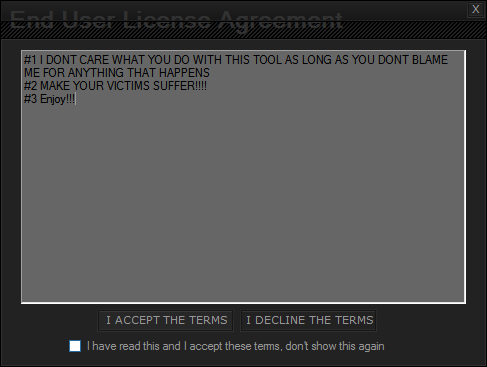 End User License Agreement
X
#1 I DONT CARE WHAT YOU DO WITH THIS TOOL AS LONG AS YOU DONT BLAME
ME FOR ANYTHING THAT HAPPENS
#2 MAKE YOUR VICTIMS SUFFER!!!!
#3 Enjoy!!!
I ACCEPT THE TERMS
I DECLINE THE TERMS
I have read this and I accept these terms, don't show this again